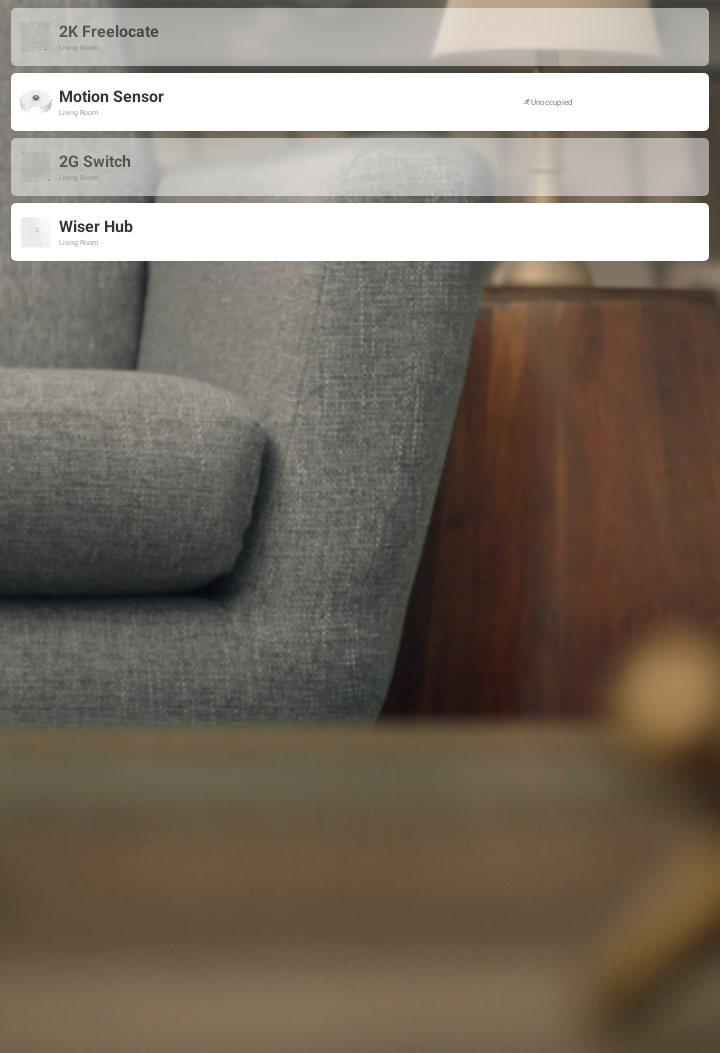 2K Freelocate
Living Room
Motion Sensor
Living Room
Unoccupied
2G Switch
Living Room
Wiser Hub
Living Room